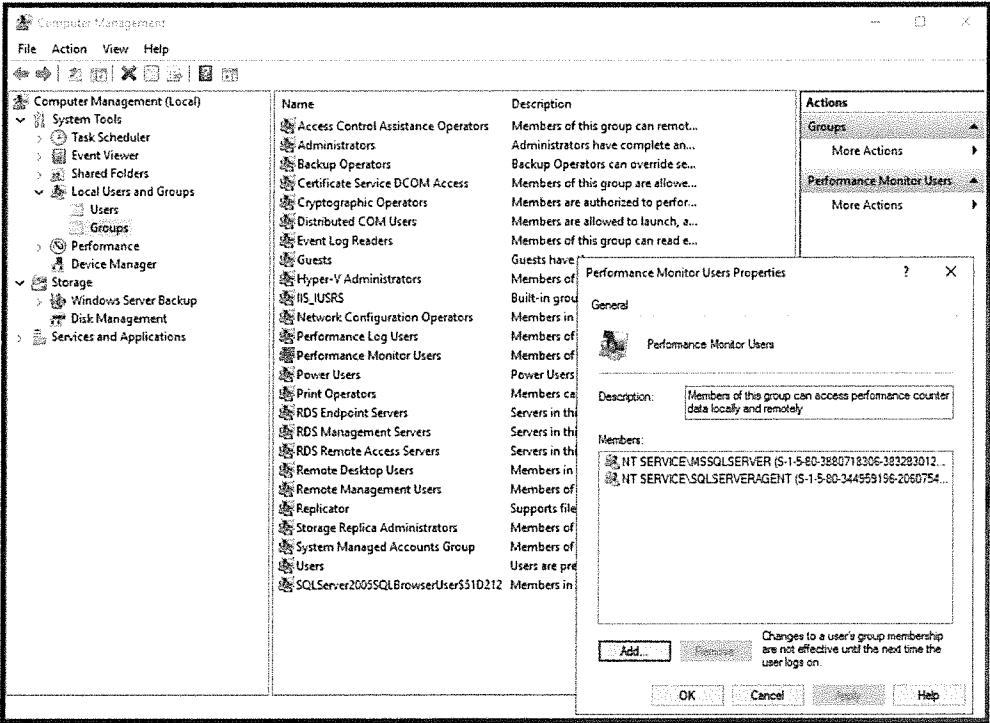 Computer Management
File Action View Help
Computer Management (Local)
System Tools
Task Scheduler
Event Viewer
Shared Folders
Local Users and Groups
Users
Groups
Performance
Device Manager
Storage
Windows Server Backup
Disk Management
Services and Applications
Name Description
Access Control Assistance Operators Members of this group can remot...
Administrators Administrators have complete an...
Backup Operators Backup Operators can override se...
Certificate Service DCOM Access Members of this group are allowe...
Cryptographic Operators Members are authorized to perfor...
Distributed COM Users Members are allowed to launch, a...
Event Log Readers Members of this group can read e...
Guests Guests have
Hyper-V Administrators Members of
IIS_IUSRS Built-in grou
Network Configuration Operators Members in
Performance Log Users Members of
Performance Monitor Users Members of
Power Users Power Users
Print Operators Members ca
RDS Endpoint Servers Servers in thi
RDS Management Servers Servers in thi
RDS Remote Access Servers Servers in thi
Remote Desktop Users Members in
Remote Management Users Members of
Replicator Supports file
Storage Replica Administrators Members of
System Managed Accounts Group Members of
Users Users are pre
SQLServer2005SQLBrowserUser$51D212 Members in
Actions
Groups
More Actions
Performance Monitor Users
More Actions
Performance Monitor Users Properties ?
General
Performance Monitor Users
Description: Members of this group can access performance counter
data locally and remotely
Members:
NT SERVICE\MSSQLSERVER (S-1-5-80-3880718306-383283012...
NT SERVICE\SQLSERVERAGENT (S-1-5-80-344959196-2060754...
Changes to a user's group membership
are not effective until the next time the
user logs on.
Add... Remove
OK Cancel Apply Help